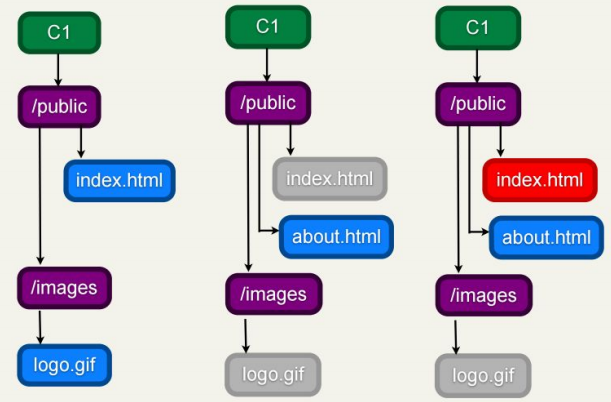 C1
/public
index.html
/images
logo.gif
C1
/public
index.html
about.html
/images
logo.gif
C1
/public
index.html
about.html
/images
logo.gif